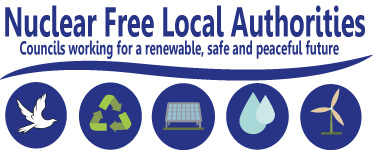 Nuclear Free Local Authorities
Councils working for a renewable, safe and peaceful future